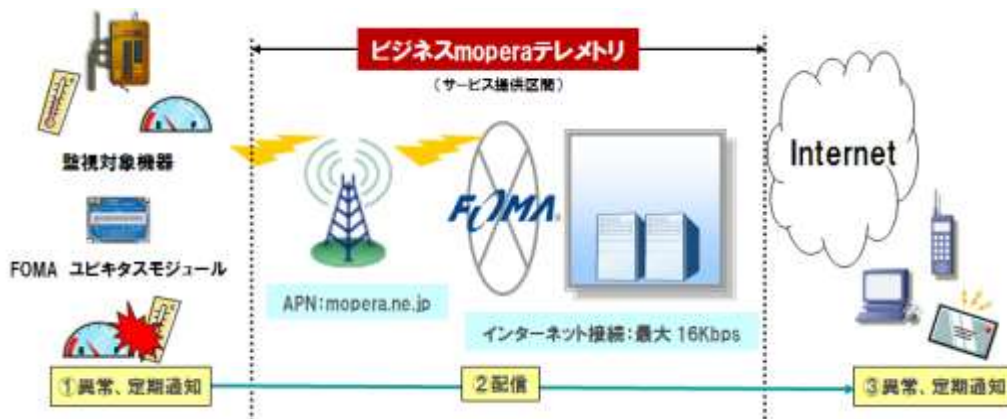 ビジネスmoperaテレメトリ
(サービス提供区間)
監視対象機器
FOMA ユビキタスモジュール
FOMA®
APN:mopera.ne.jp
インターネット接続:最大 16Kbps
Internet
①異常、定期通知
②配信
③異常、定期通知